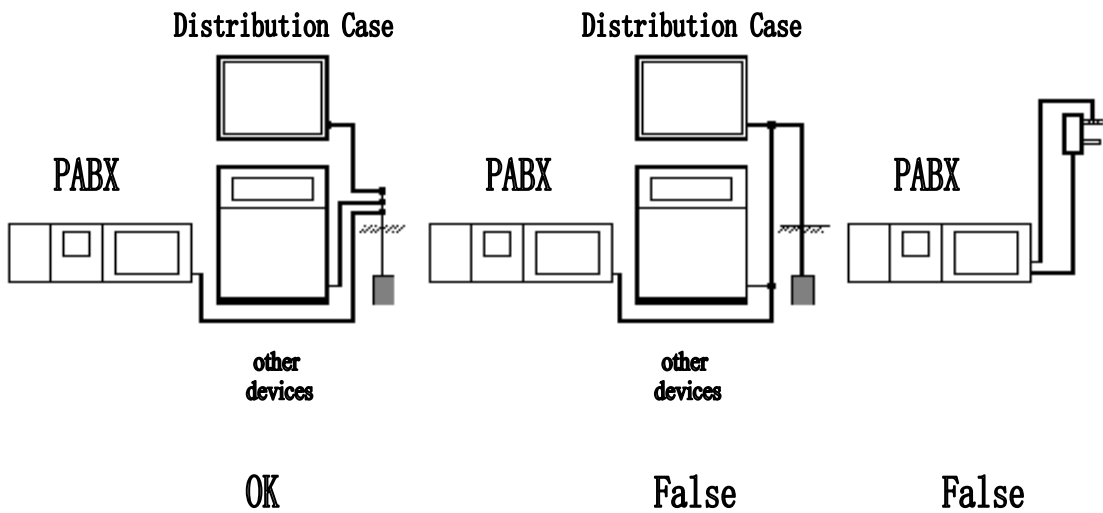 Distribution Case
Distribution Case
PABX
PABX
PABX
other
devices
other
devices
OK
False
False